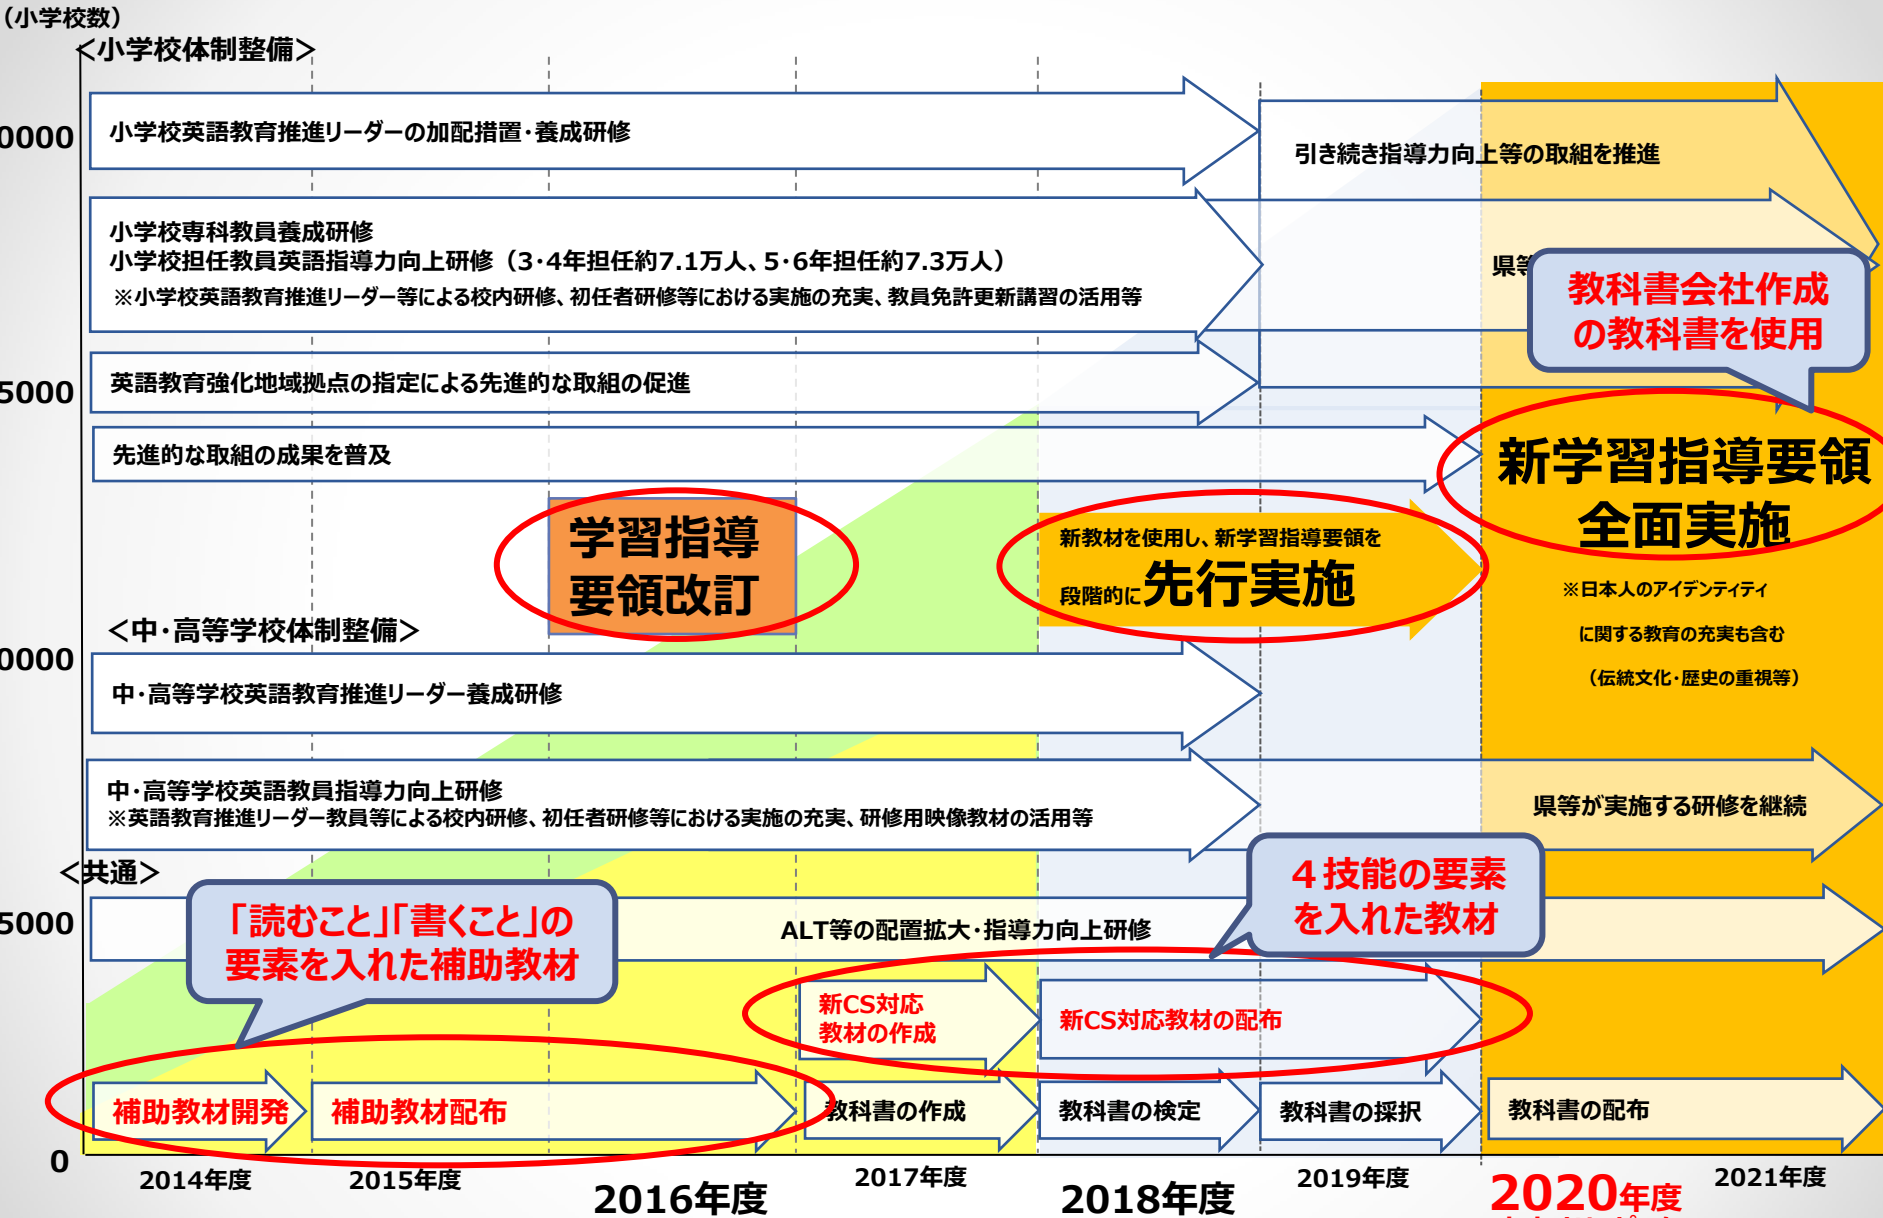 （小学校数）
＜小学校体制整備＞
小学校英語教育推進リーダーの加配措置・養成研修
引き続き指導力向上等の取組を推進
小学校専科教員養成研修
小学校担任教員英語指導力向上研修（3・4年担任約7.1万人、5・6年担任約7.3万人）
※小学校英語教育推進リーダー等による校内研修、初任者研修等における実施の充実、教員免許更新講習の活用等
県等
教科書会社作成
の教科書を使用
5000
英語教育強化地域拠点の指定による先進的な取組の促進
先進的な取組の成果を普及
新学習指導要領
全面実施
※日本人のアイデンティティ
に関する教育の充実も含む
（伝統文化・歴史の重視等）
学習指導
要領改訂
新教材を使用し、新学習指導要領を
段階的に先行実施
＜中・高等学校体制整備＞
0000
中・高等学校英語教育推進リーダー養成研修
中・高等学校英語教員指導力向上研修
※英語教育推進リーダー教員等による校内研修、初任者研修等における実施の充実、研修用映像教材の活用等
県等が実施する研修を継続
＜共通＞
5000
ALT等の配置拡大・指導力向上研修
「読むこと」「書くこと」の
要素を入れた補助教材
４技能の要素
を入れた教材
新CS対応
教材の作成
新CS対応教材の配布
補助教材開発
補助教材配布
教科書の作成
教科書の検定
教科書の採択
教科書の配布
0
2014年度
2015年度
2016年度
2017年度
2018年度
2019年度
2020年度
2021年度